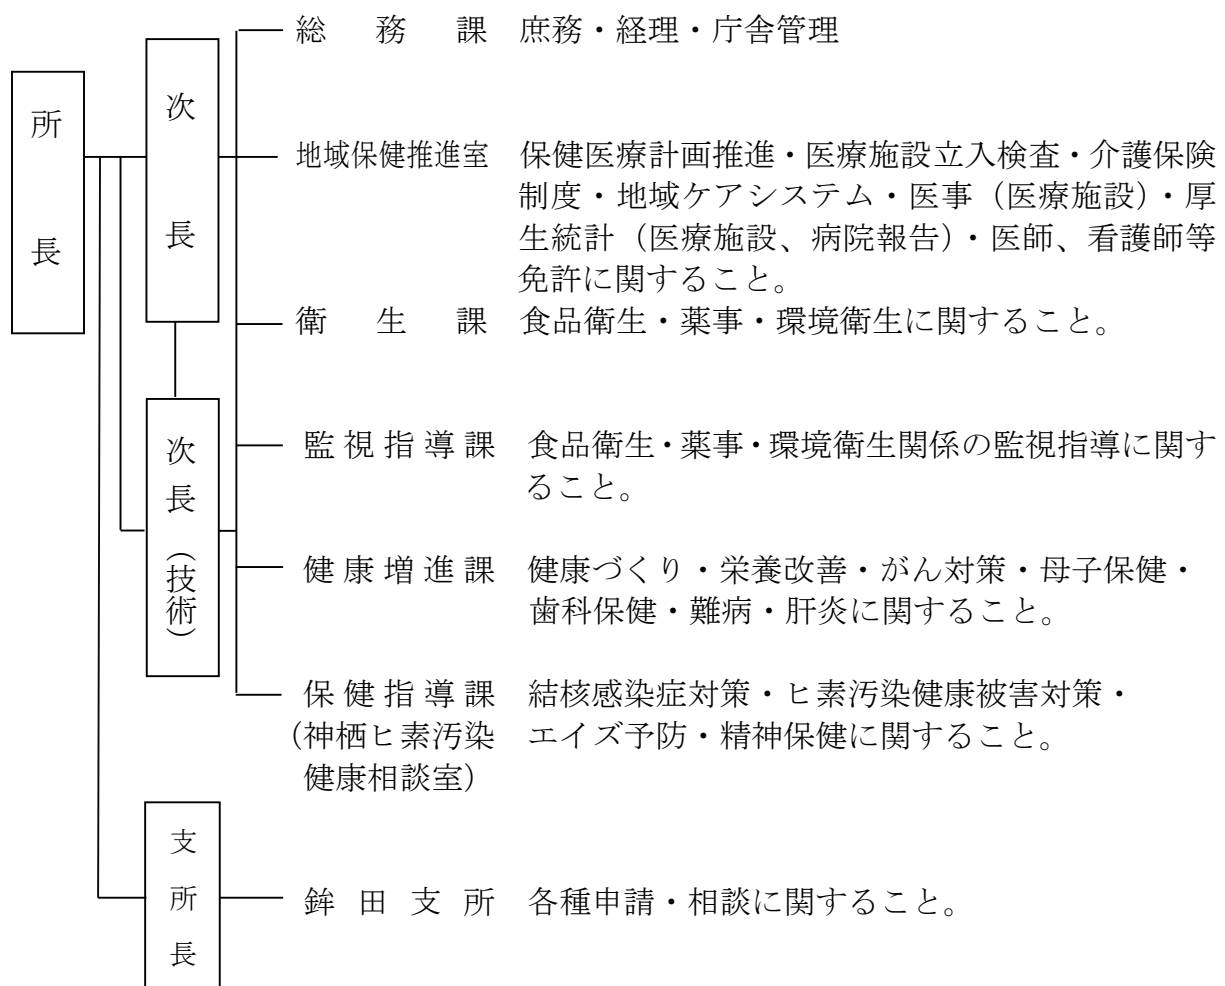 所長
次長
次長（技術）
支所長
総務課　庶務・経理・庁舎管理
地域保健推進室　保健医療計画推進・医療施設立入検査・介護保険
制度・地域ケアシステム・医事（医療施設）・厚
生統計（医療施設、病院報告）・医師、看護師等
免許に関すること。
衛生課　食品衛生・薬事・環境衛生に関すること。
監視指導課　食品衛生・薬事・環境衛生関係の監視指導に関す
ること。
健康増進課　健康づくり・栄養改善・がん対策・母子保健・
歯科保健・難病・肝炎に関すること。
保健指導課　結核感染症対策・ヒ素汚染健康被害対策・
（神栖ヒ素汚染　エイズ予防・精神保健に関すること。
健康相談室）
鉾田支所　各種申請・相談に関すること。